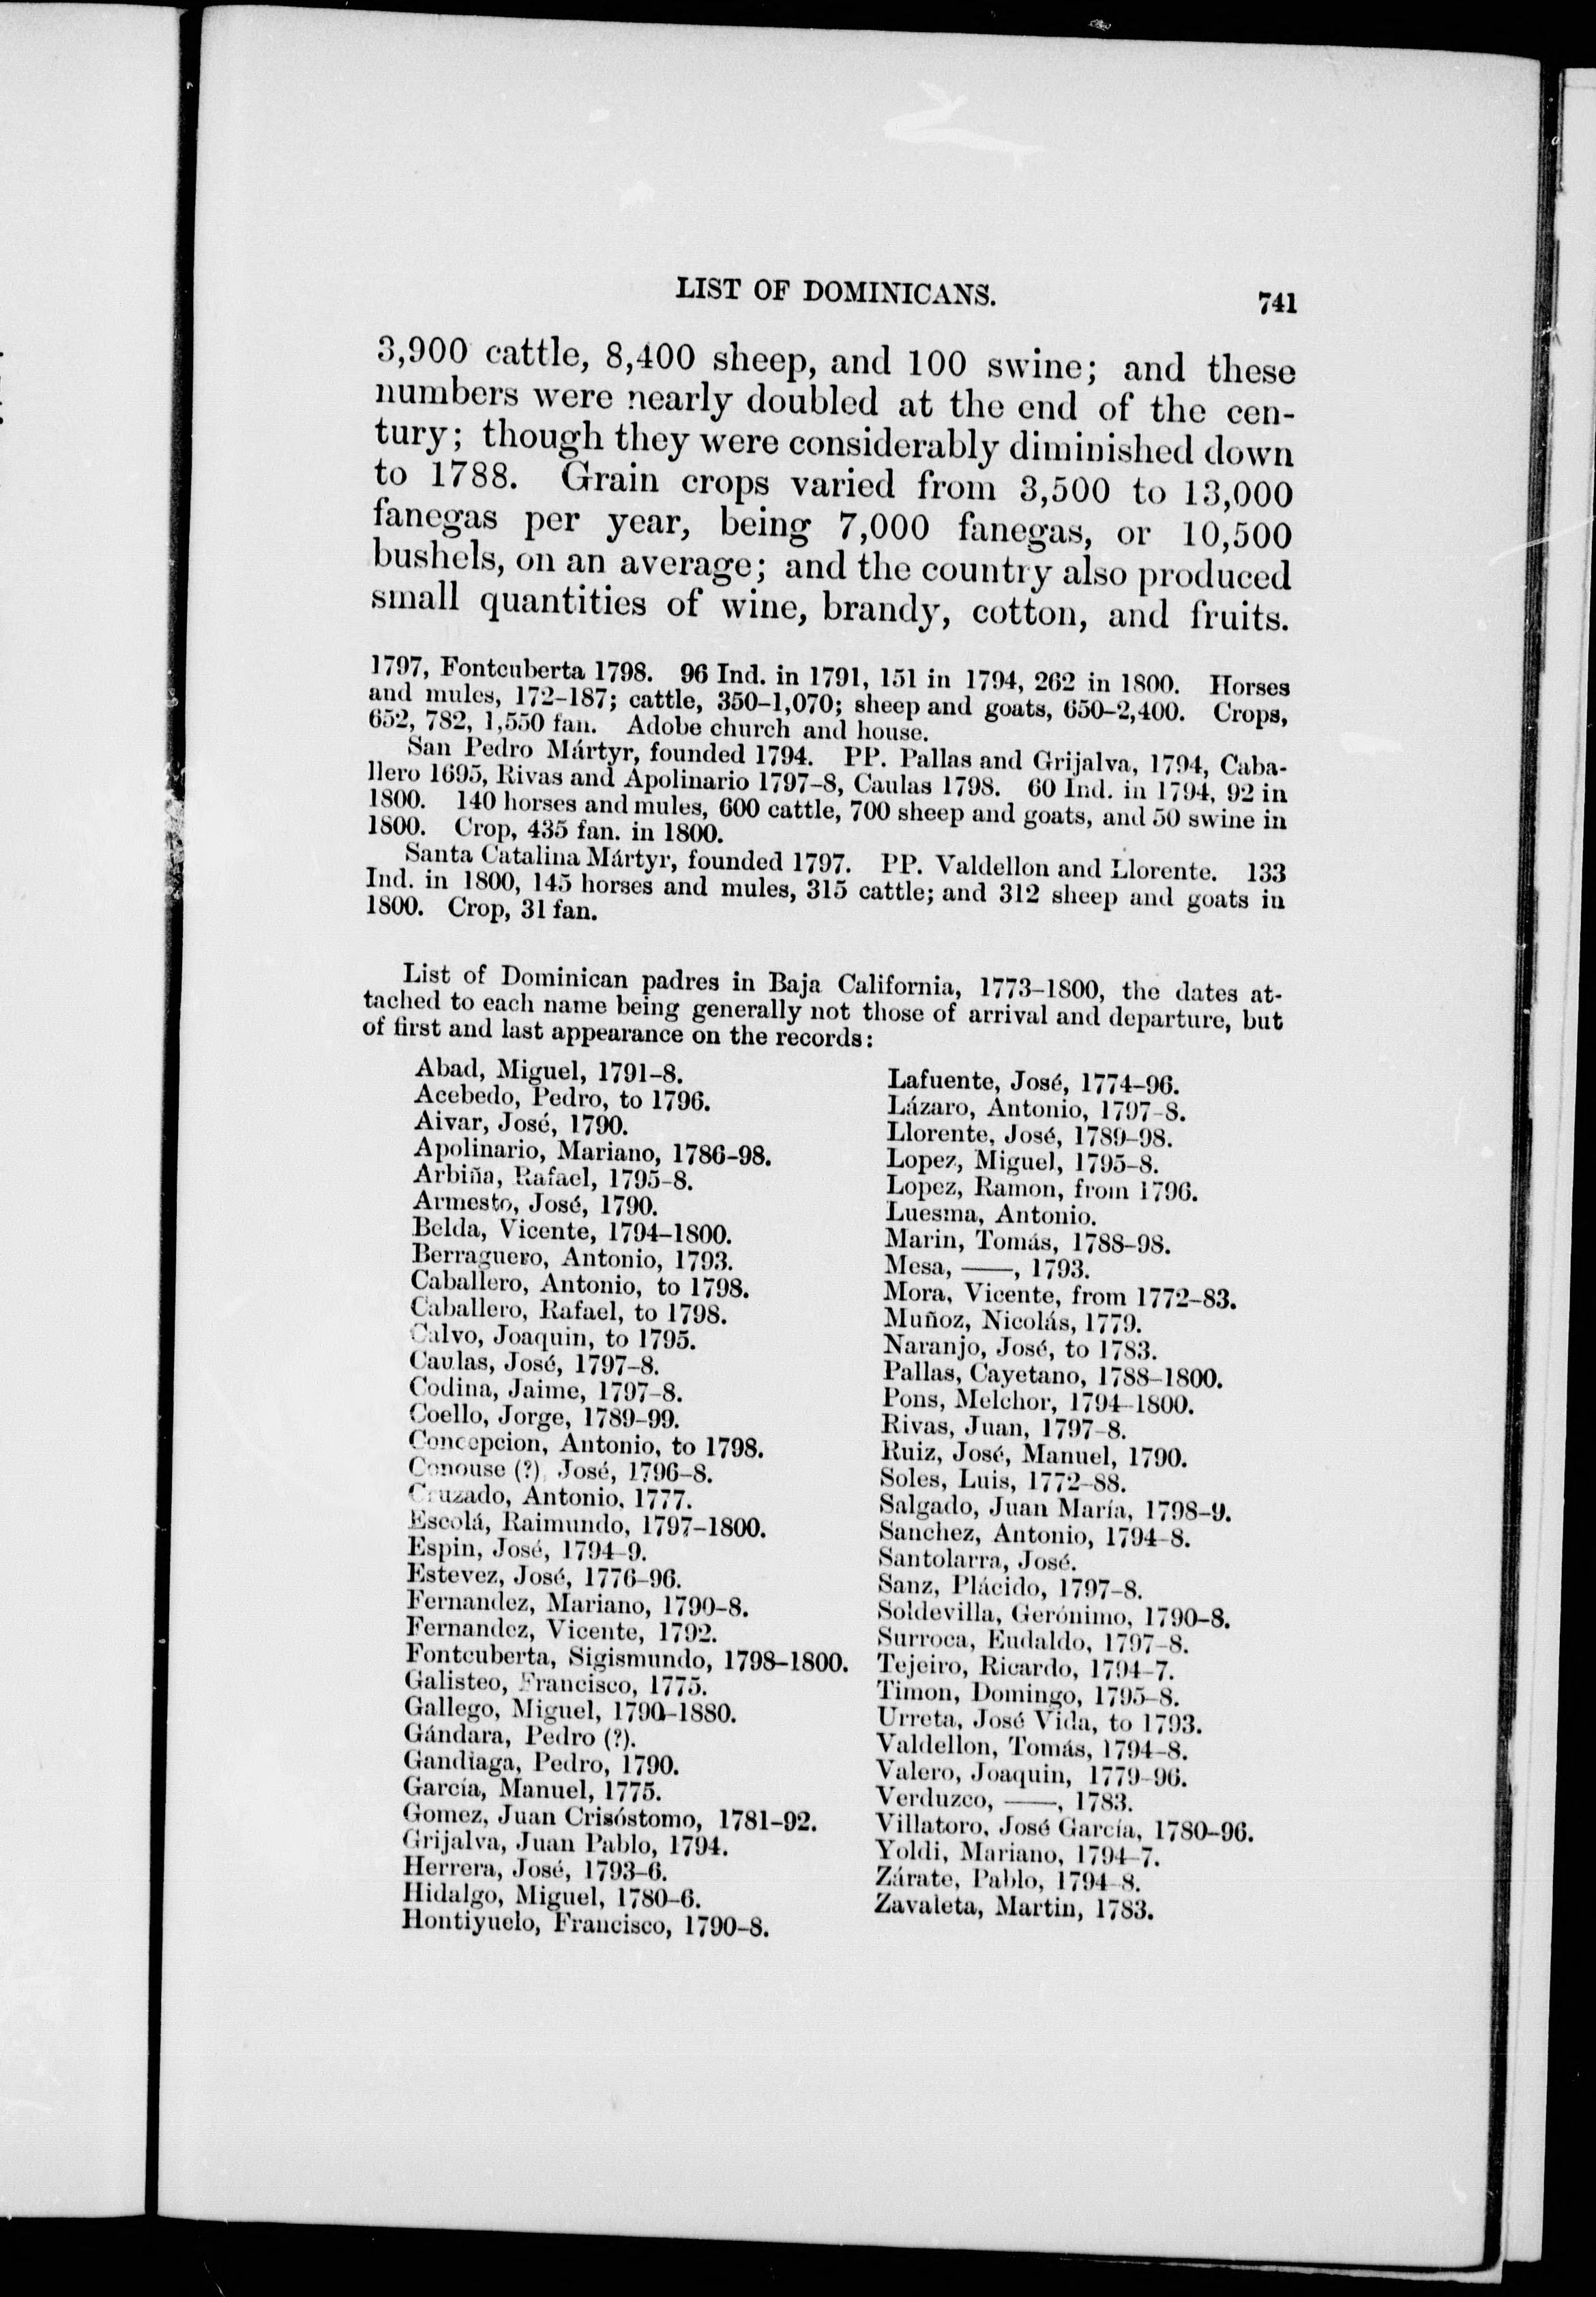 LIST OF DOMINICANS. 741
3,900 cattle, 8,400 sheep, and 100 swine; and these
numbers were nearly doubled at the end of the cen-
tury; though they were considerably diminished down
to 1788. Grain crops varied from 3,500 to 13,000
fanegas per year, being 7,000 fanegas, or 10,500
bushels, on an average; and the country also produced
small quantities of wine, brandy, cotton, and fruits.
1797, Fontcuberta 1798. 96 Ind. in 1791, 151 in 1794, 262 in 1800. Horses
and mules, 172–187; cattle, 350–1,070; sheep and goats, 650–2,400. Crops,
652, 782, 1,550 fan. Adobe church and house.
San Pedro Mártyr, founded 1794. PP. Pallas and Grijalva, 1794, Caba-
llero 1695, Rivas and Apolinario 1797–8, Caulas 1798. 60 Ind. in 1794, 92 in
1800. 140 horses and mules, 600 cattle, 700 sheep and goats, and 50 swine in
1800. Crop, 435 fan. in 1800.
Santa Catalina Mártyr, founded 1797. PP. Valdellon and Llorente. 133
Ind. in 1800, 145 horses and mules, 315 cattle; and 312 sheep and goats in
1800. Crop, 31 fan.
List of Dominican padres in Baja California, 1773–1800, the dates at-
tached to each name being generally not those of arrival and departure, but
of first and last appearance on the records:
Abad, Miguel, 1791–8.
Acebedo, Pedro, to 1796.
Aivar, José, 1790.
Apolinario, Mariano, 1786–98.
Arbiña, Rafael, 1795–8.
Armesto, José, 1790.
Belda, Vicente, 1794–1800.
Berraguero, Antonio, 1793.
Caballero, Antonio, to 1798.
Caballero, Rafael, to 1798.
Calvo, Joaquin, to 1795.
Caulas, José, 1797–8.
Codina, Jaime, 1797–8.
Coello, Jorge, 1789–99.
Concepcion, Antonio, to 1798.
Conouse (?), José, 1796–8.
Cruzado, Antonio, 1777.
Escolá, Raimundo, 1797–1800.
Espin, José, 1794–9.
Estevez, José, 1776–96.
Fernandez, Mariano, 1790–8.
Fernandez, Vicente, 1792.
Fontcuberta, Sigismundo, 1798–1800.
Galisteo, Francisco, 1775.
Gallego, Miguel, 1790–1880.
Gándara, Pedro (?).
Gandiaga, Pedro, 1790.
García, Manuel, 1775.
Gomez, Juan Crisóstomo, 1781–92.
Grijalva, Juan Pablo, 1794.
Herrera, José, 1793–6.
Hidalgo, Miguel, 1780–6.
Hontiyuelo, Francisco, 1790–8.
Lafuente, José, 1774–96.
Lázaro, Antonio, 1797–8.
Llorente, José, 1789–98.
Lopez, Miguel, 1795–8.
Lopez, Ramon, from 1796.
Luesma, Antonio.
Marin, Tomás, 1788–98.
Mesa, ——, 1793.
Mora, Vicente, from 1772–83.
Muñoz, Nicolás, 1779.
Naranjo, José, to 1783.
Pallas, Cayetano, 1788–1800.
Pons, Melchor, 1794–1800.
Rivas, Juan, 1797–8.
Ruiz, José, Manuel, 1790.
Soles, Luis, 1772–88.
Salgado, Juan María, 1798–9.
Sanchez, Antonio, 1794–8.
Santolarra, José.
Sanz, Plácido, 1797–8.
Soldevilla, Gerónimo, 1790–8.
Surroca, Eudaldo, 1797–8.
Tejeiro, Ricardo, 1794–7.
Timon, Domingo, 1795–8.
Urreta, José Vida, to 1793.
Valdellon, Tomás, 1794–8.
Valero, Joaquin, 1779–96.
Verduzco, ——, 1783.
Villatoro, José García, 1780–96.
Yoldi, Mariano, 1794–7.
Zárate, Pablo, 1794–8.
Zavaleta, Martin, 1783.